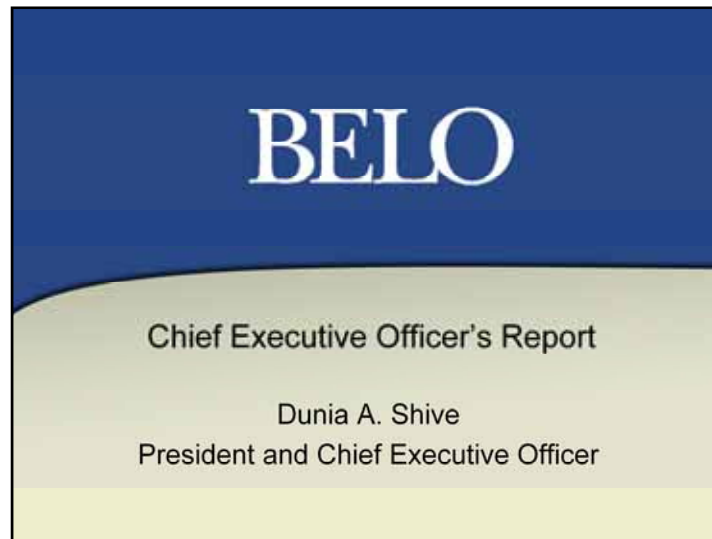 BELO
Chief Executive Officer's Report
Dunia A. Shive
President and Chief Executive Officer